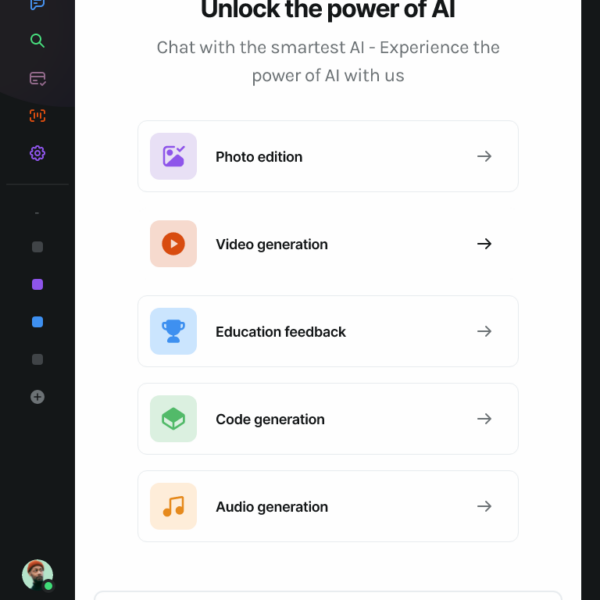 Unlock the power of AI
Chat with the smartest AI - Experience the
power of AI with us
Photo edition
Video generation
Education feedback
Code generation
Audio generation